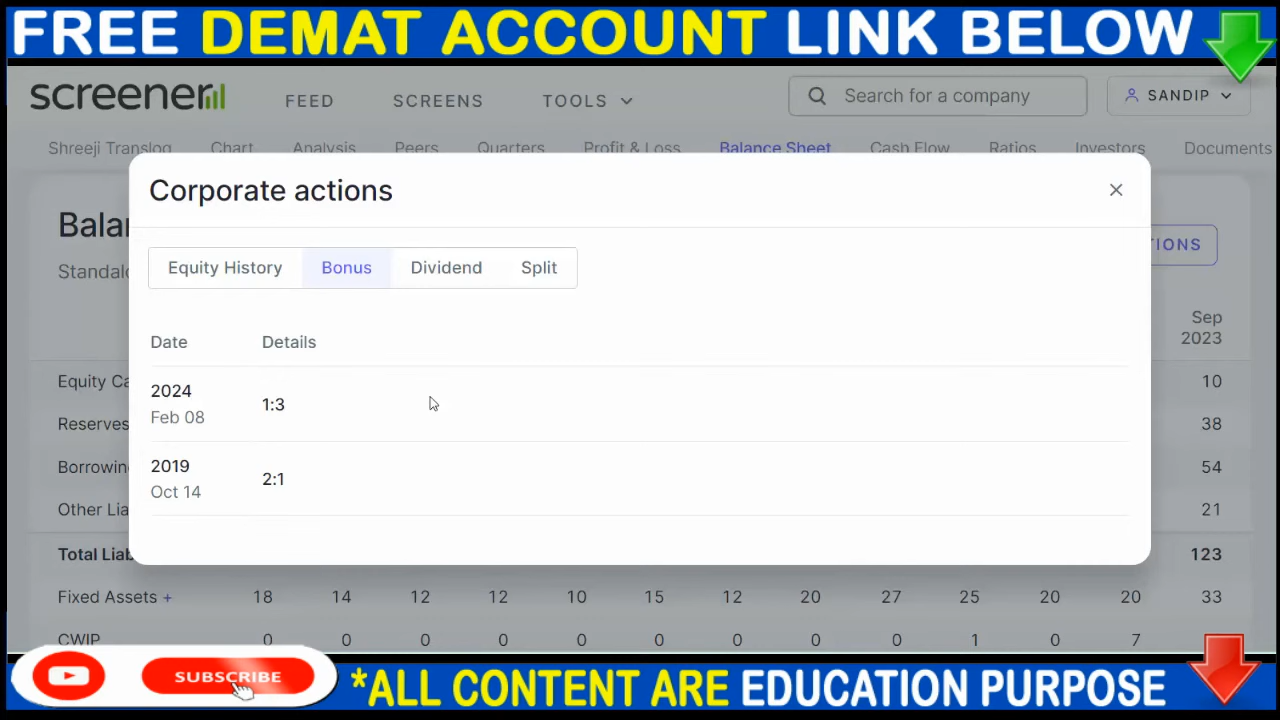 FREE DEMAT ACCOUNT LINK BELOW
screener
FEED SCREENS TOOLS
Search for a company
SANDIP
Shreeji Translog Chart Analysis Peers Quarters Profit & Loss Balance Sheet Cash Flow Ratios Investors Documents
Corporate actions
Equity History Bonus Dividend Split
Date Details
2024
Feb 08
1:3
2019
Oct 14
2:1
Sep
2023
10
38
54
21
123
Fixed Assets + 18 14 12 12 10 15 12 20 27 25 20 20 33
CWIP 0 0 0 0 0 0 0 0 0 1 0 7
SUBSCRIBE
*ALL CONTENT ARE EDUCATION PURPOSE